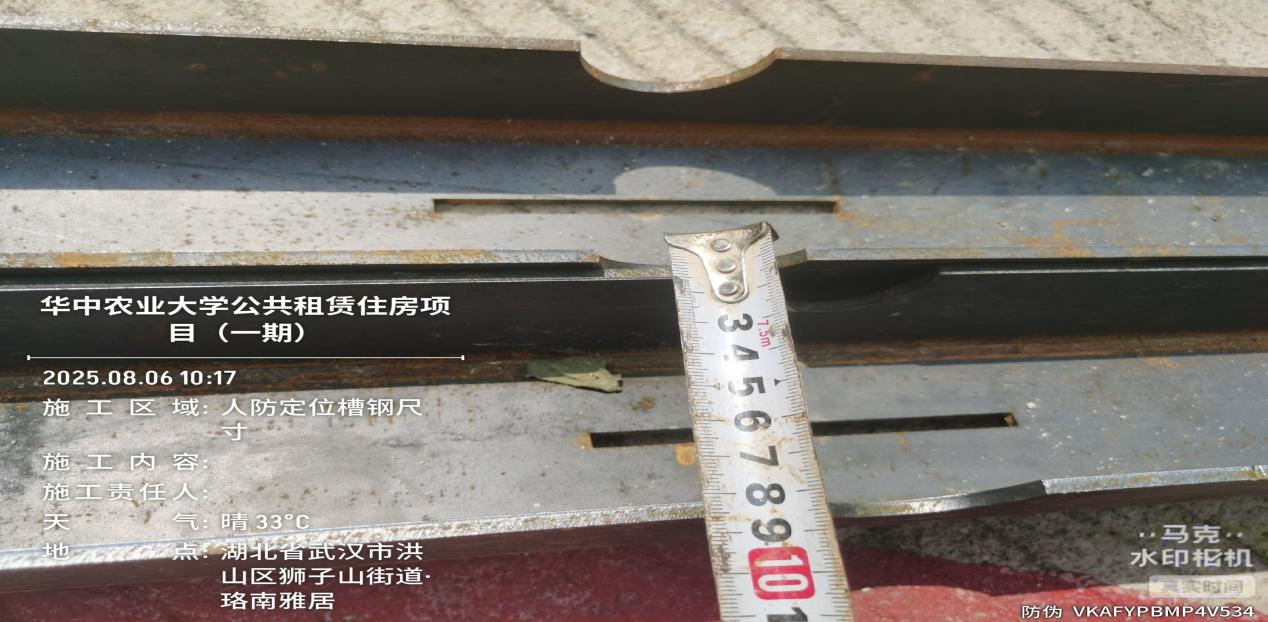 华中农业大学公共租赁住房项
目（一期）
2025.08.06 10:17
施工区域：人防定位槽钢尺
寸
施工内容：
施工责任人：
天气：晴 33°C
地点：湖北省武汉市洪
山区狮子山街道·
珞南雅居
7.5m
3
4
5
6
7
8
9
10
1
马克
水印相机
真实时间
防伪 VKAFYPBMP4V534